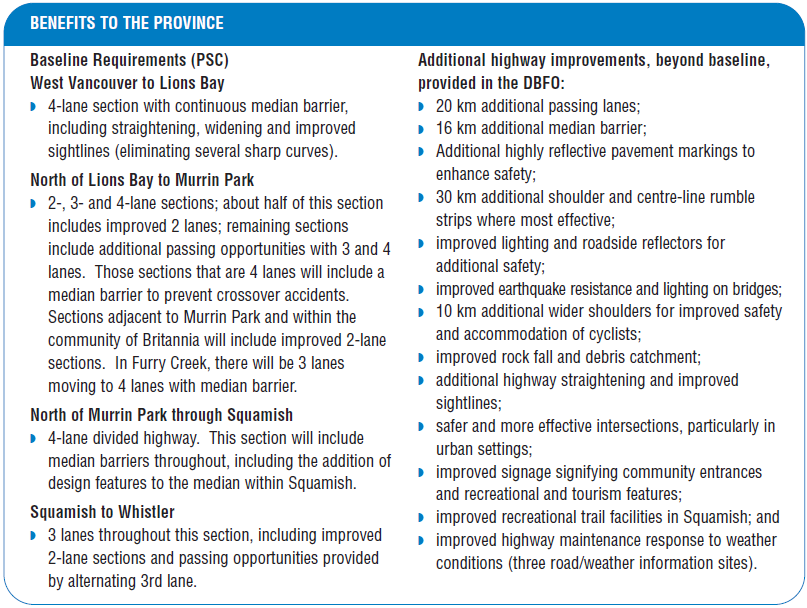 BENEFITS TO THE PROVINCE
Baseline Requirements (PSC)
West Vancouver to Lions Bay
4-lane section with continuous median barrier,
including straightening, widening and improved
sightlines (eliminating several sharp curves).
North of Lions Bay to Murrin Park
2-, 3- and 4-lane sections; about half of this section
includes improved 2 lanes; remaining sections
include additional passing opportunities with 3 and 4
lanes.  Those sections that are 4 lanes will include a
median barrier to prevent crossover accidents.
Sections adjacent to Murrin Park and within the
community of Britannia will include improved 2-lane
sections.  In Furry Creek, there will be 3 lanes
moving to 4 lanes with median barrier.
North of Murrin Park through Squamish
4-lane divided highway.  This section will include
median barriers throughout, including the addition of
design features to the median within Squamish.
Squamish to Whistler
3 lanes throughout this section, including improved
2-lane sections and passing opportunities provided
by alternating 3rd lane.
Additional highway improvements, beyond baseline,
provided in the DBFO:
20 km additional passing lanes;
16 km additional median barrier;
Additional highly reflective pavement markings to
enhance safety;
30 km additional shoulder and centre-line rumble
strips where most effective;
improved lighting and roadside reflectors for
additional safety;
improved earthquake resistance and lighting on bridges;
10 km additional wider shoulders for improved safety
and accommodation of cyclists;
improved rock fall and debris catchment;
additional highway straightening and improved
sightlines;
safer and more effective intersections, particularly in
urban settings;
improved signage signifying community entrances
and recreational and tourism features;
improved recreational trail facilities in Squamish; and
improved highway maintenance response to weather
conditions (three road/weather information sites).